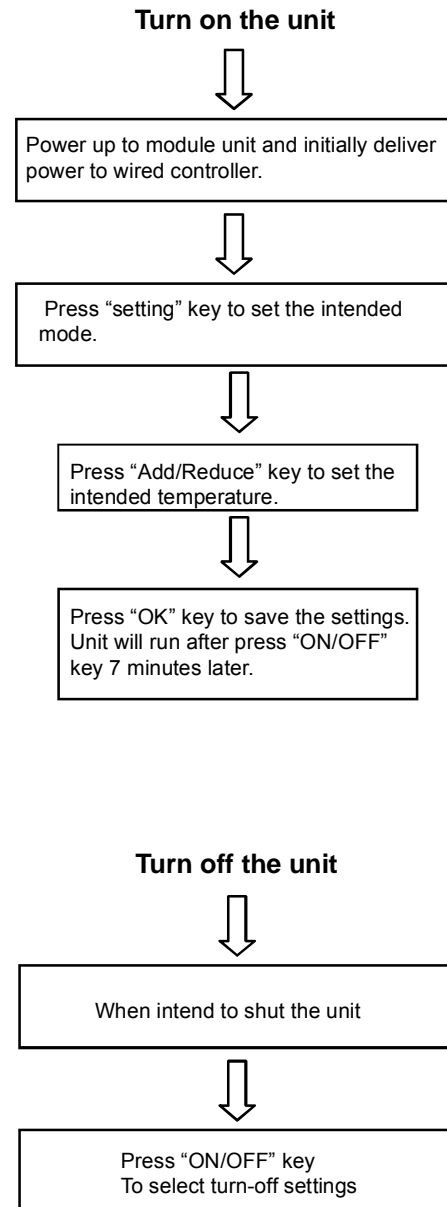 Turn on the unit
Power up to module unit and initially deliver
power to wired controller.
Press “setting” key to set the intended
mode.
Press “Add/Reduce” key to set the
intended temperature.
Press “OK” key to save the settings.
Unit will run after press “ON/OFF”
key 7 minutes later.
Turn off the unit
When intend to shut the unit
Press “ON/OFF” key
To select turn-off settings